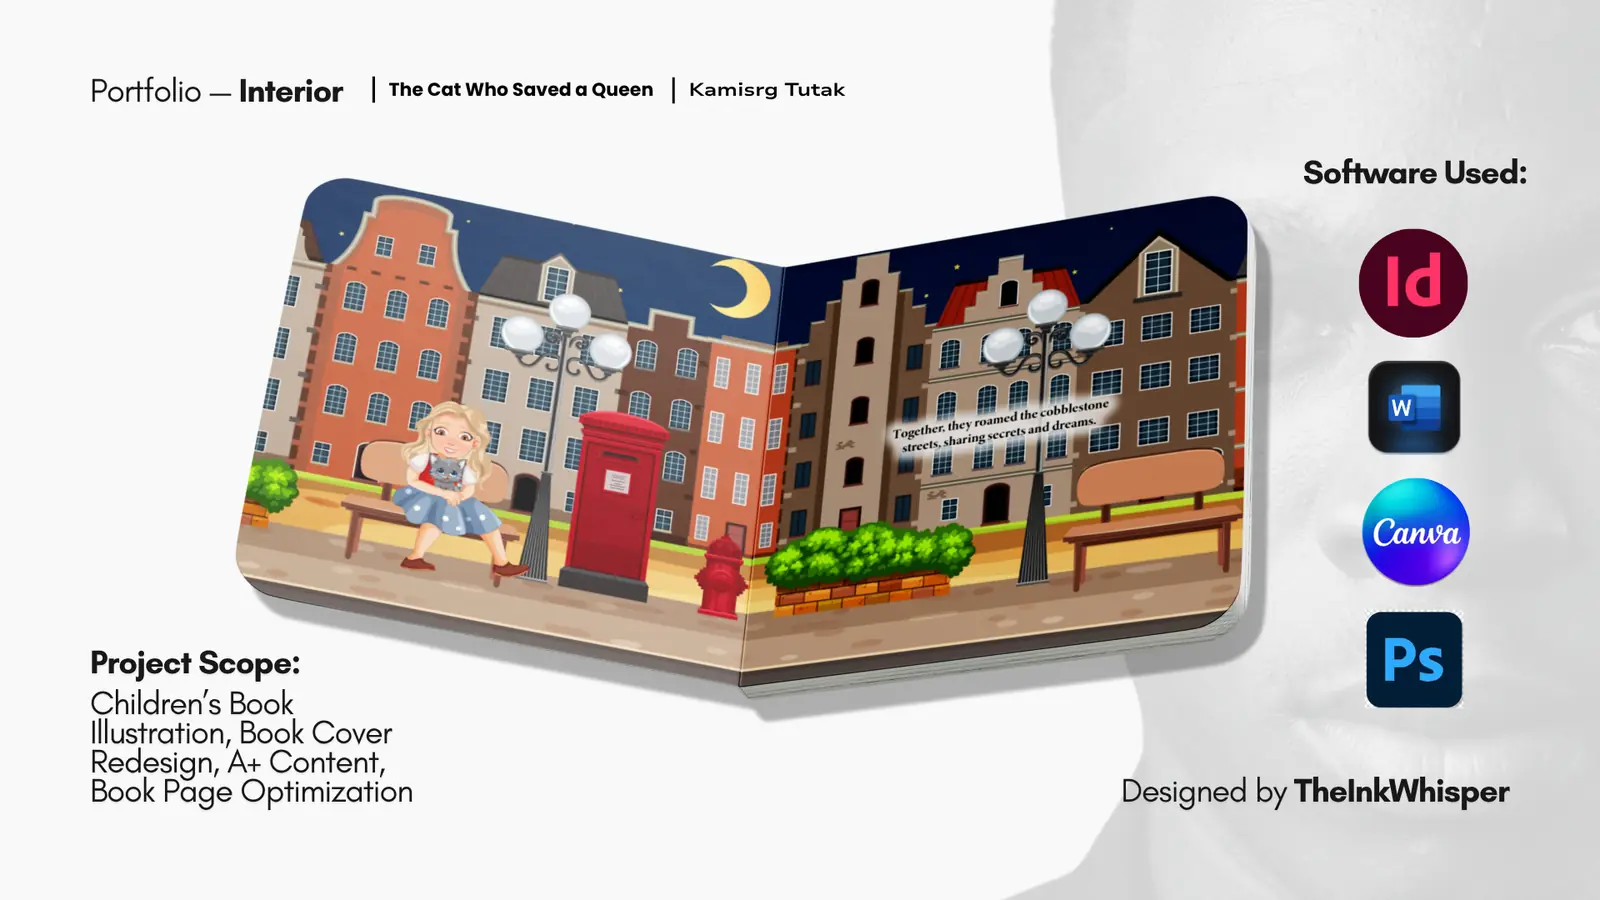 Portfolio — Interior | The Cat Who Saved a Queen | Kamisrg Tutak
Software Used:
Id
W
Canva
Ps
Together, they roamed the cobblestone
streets, sharing secrets and dreams.
Project Scope:
Children's Book
Illustration, Book Cover
Redesign, A+ Content,
Book Page Optimization
Designed by TheInkWhisper